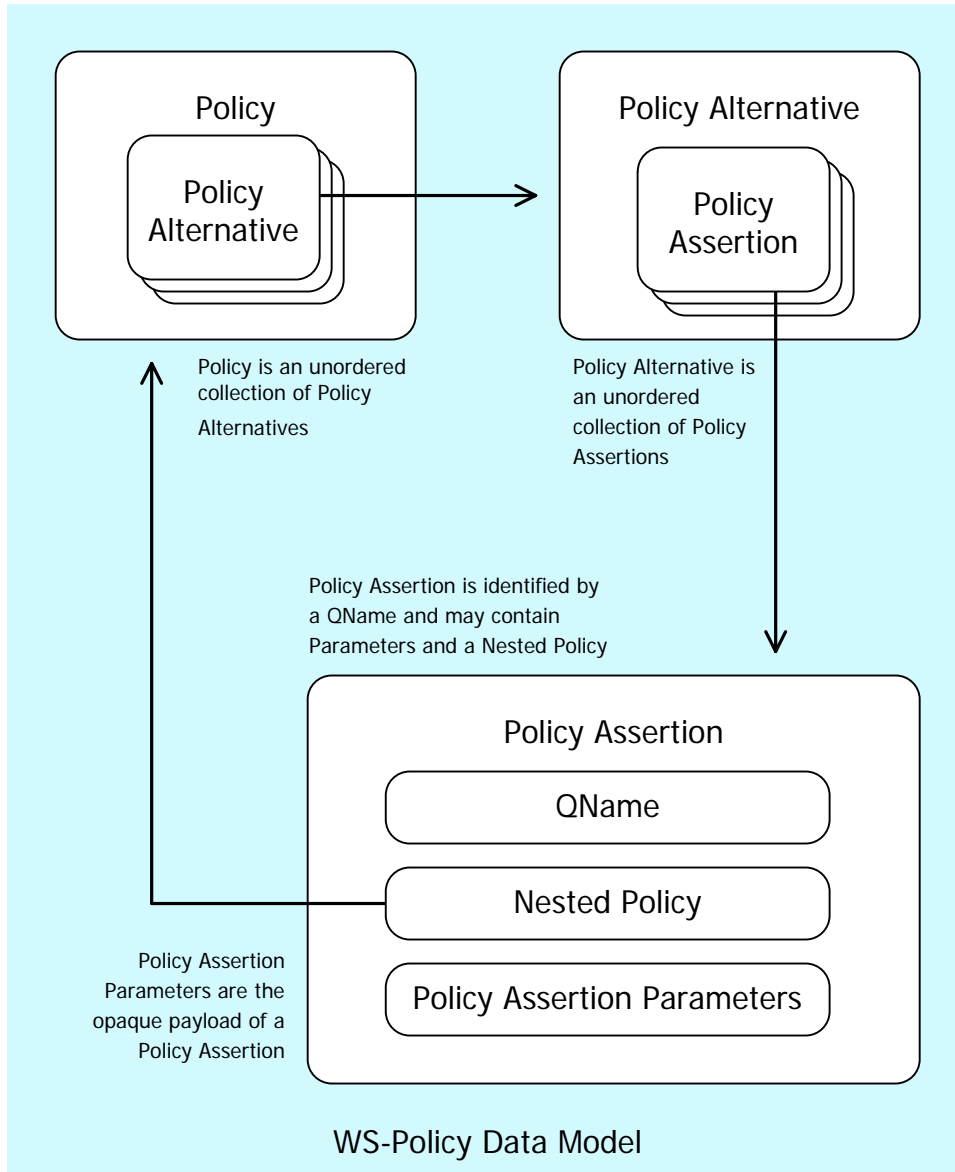 Policy
Policy
Alternative
Policy Alternative
Policy
Assertion
Policy is an unordered
collection of Policy
Alternatives
Policy Alternative is
an unordered
collection of Policy
Assertions
Policy Assertion is identified by
a QName and may contain
Parameters and a Nested Policy
Policy Assertion
QName
Nested Policy
Policy Assertion Parameters
Policy Assertion
Parameters are the
opaque payload of a
Policy Assertion
WS-Policy Data Model